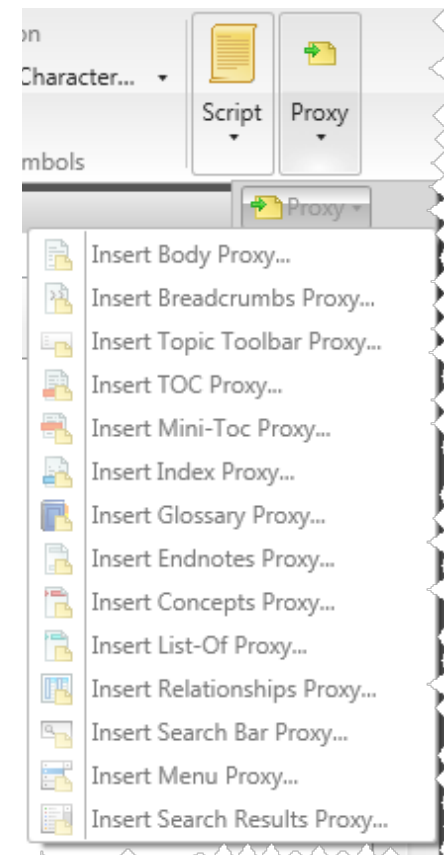 on
Character...
Script
Proxy
mbols
Proxy
Insert Body Proxy...
Insert Breadcrumbs Proxy...
Insert Topic Toolbar Proxy...
Insert TOC Proxy...
Insert Mini-Toc Proxy...
Insert Index Proxy...
Insert Glossary Proxy...
Insert Endnotes Proxy...
Insert Concepts Proxy...
Insert List-Of Proxy...
Insert Relationships Proxy...
Insert Search Bar Proxy...
Insert Menu Proxy...
Insert Search Results Proxy...